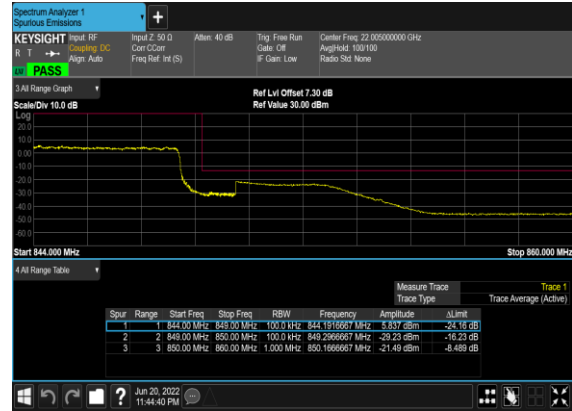 Spectrum Analyzer 1
Spurious Emissions
+
KEYSIGHT Input: RF Input Z: 50 Ω Atten: 40 dB Trig: Free Run Center Freq: 22.005000000 GHz
R T Coupling: DC Corr CCorr Gate: Off Avg|Hold: 100/100
Align: Auto Freq Ref: Int (S) IF Gain: Low Radio Std: None
PASS
3 All Range Graph
Ref Lvl Offset 7.30 dB
Scale/Div 10.0 dB Ref Value 30.00 dBm
Log
20.0
10.0
0.00
-10.0
-20.0
-30.0
-40.0
-50.0
-60.0
Start 844.000 MHz Stop 860.000 MHz
4 All Range Table
Measure Trace Trace 1
Trace Type Trace Average (Active)
Spur Range Start Freq Stop Freq RBW Frequency Amplitude ΔLimit
1 1 844.00 MHz 849.00 MHz 100.0 kHz 844.1916667 MHz 5.837 dBm -24.16 dB
2 2 849.00 MHz 850.00 MHz 100.0 kHz 849.2966667 MHz -29.23 dBm -16.23 dB
3 3 850.00 MHz 860.00 MHz 1.000 MHz 850.1666667 MHz -21.49 dBm -8.489 dB
?
Jun 20, 2022
11:44:40 PM